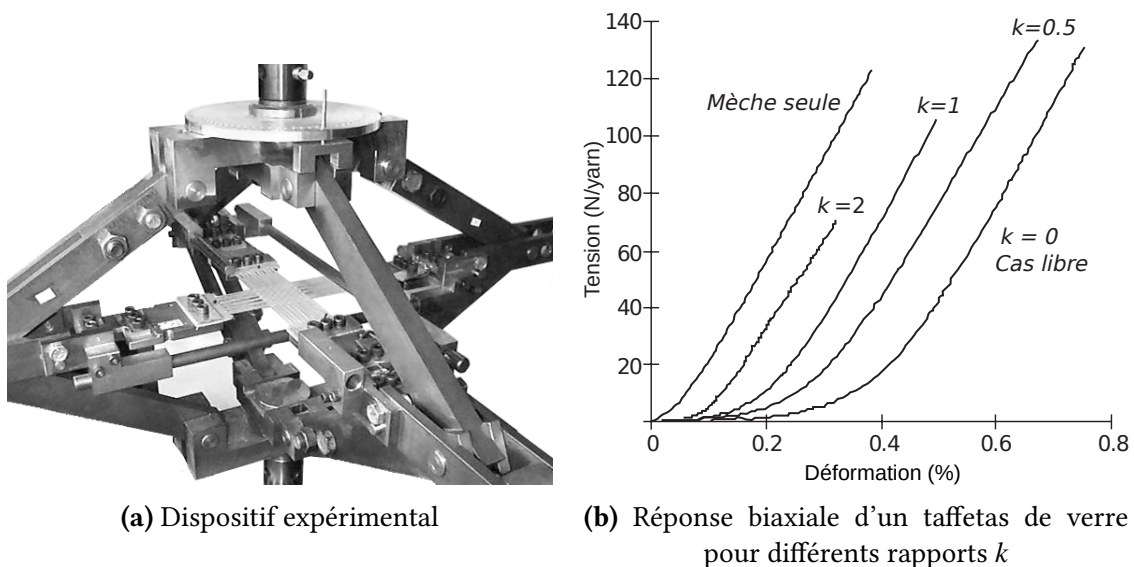 140
120
100
80
60
40
20
0
0.2
0.4
0.6
0.8
Tension (N/yarn)
Déformation (%)
Mèche seule
k=2
k=1
k=0.5
k = 0
Cas libre
(a) Dispositif expérimental
(b) Réponse biaxiale d'un taffetas de verre
pour différents rapports k